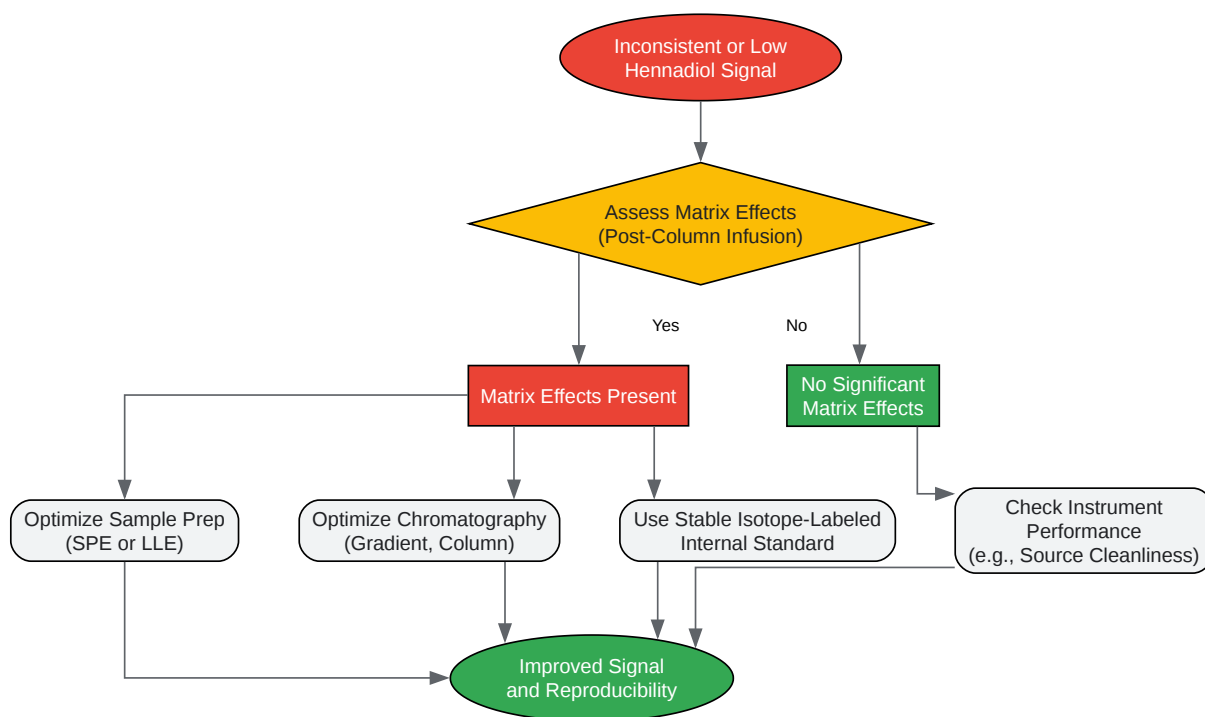 Inconsistent or Low
Hennadiol Signal
Assess Matrix Effects
(Post-Column Infusion)
Yes
No
Matrix Effects Present
No Significant
Matrix Effects
Optimize Sample Prep
(SPE or LLE)
Optimize Chromatography
(Gradient, Column)
Use Stable Isotope-Labeled
Internal Standard
Check Instrument
Performance
(e.g., Source Cleanliness)
Improved Signal
and Reproducibility